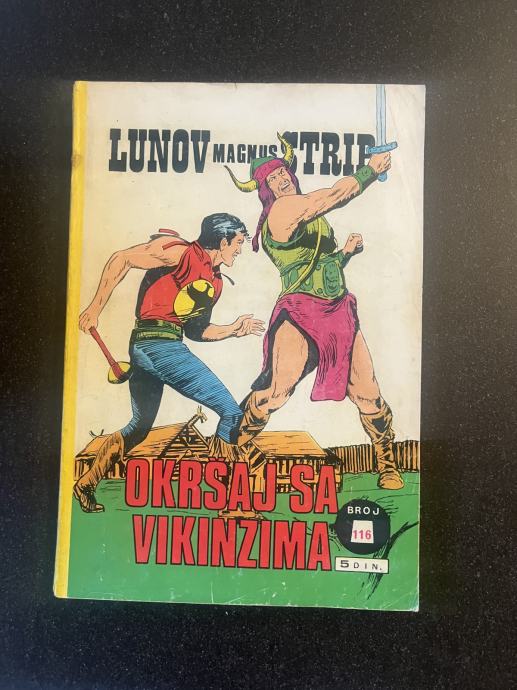 LUNOV MAGNUS STRIP
OKRŠAJ SA
VIKINZIMA
BROJ
116
5 DIN.